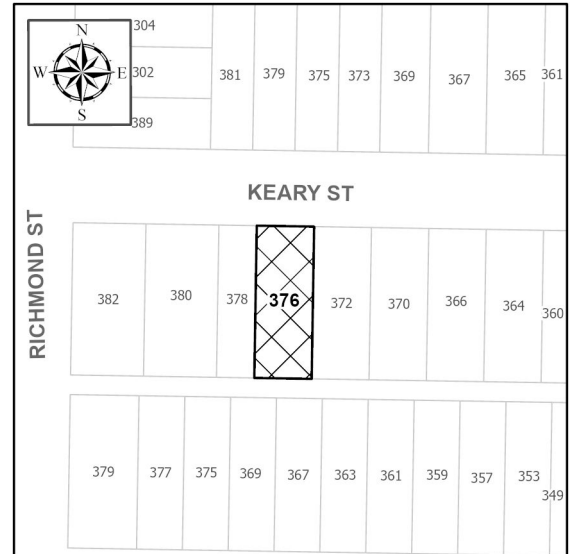 N
W E
S
304
302
389
381 379 375 373 369 367 365 361
KEARY ST
RICHMOND ST
382 380 378 376 372 370 366 364 360
379 377 375 369 367 363 361 359 357 353 349